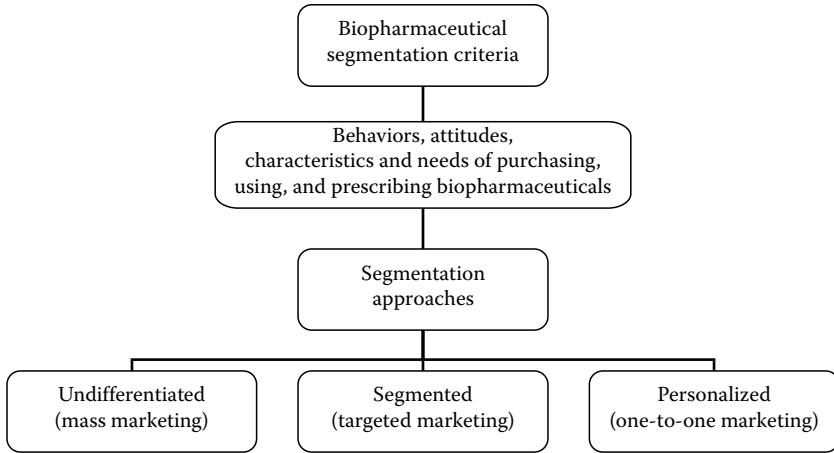 Biopharmaceutical
segmentation criteria
Behaviors, attitudes,
characteristics and needs of purchasing,
using, and prescribing biopharmaceuticals
Segmentation
approaches
Undifferentiated
(mass marketing)
Segmented
(targeted marketing)
Personalized
(one-to-one marketing)